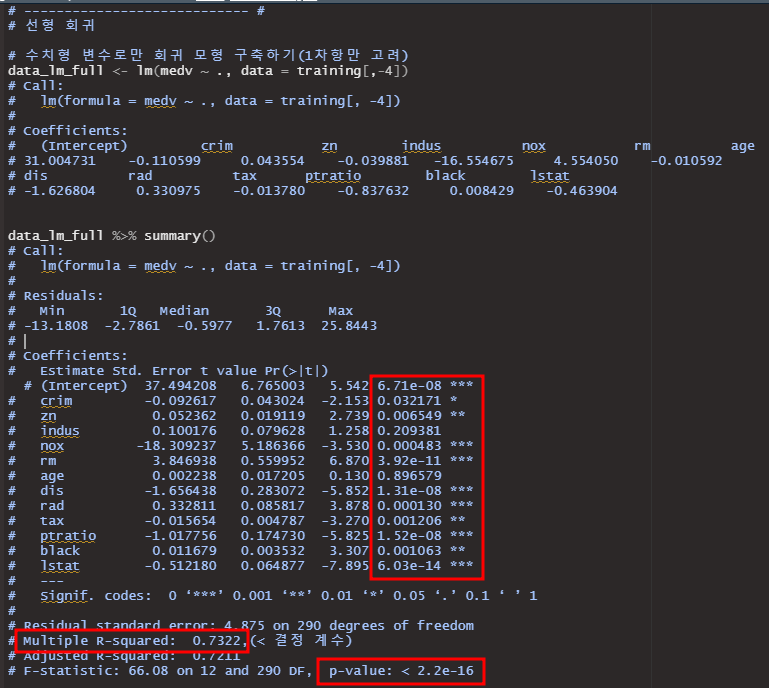 # ---------------------------- #
# 선형 회귀
# 수치형 변수로만 회귀 모형 구축하기(1차항만 고려)
data_lm_full <- lm(medv ~ ., data = training[,-4])
# Call:
#   lm(formula = medv ~ ., data = training[, -4])
#
# Coefficients:
#   (Intercept)         crim           zn        indus          nox           rm          age
# 31.004731    -0.110599     0.043554    -0.039881   -16.554675     4.554050    -0.010592
# dis          rad          tax      ptratio        black        lstat
# -1.626804     0.330975    -0.013780    -0.837632     0.008429    -0.463904
data_lm_full %>% summary()
# Call:
#   lm(formula = medv ~ ., data = training[, -4])
#
# Residuals:
#   Min       1Q   Median       3Q      Max
# -13.1808  -2.7861  -0.5977   1.7613  25.8443
#
# Coefficients:
#   Estimate Std. Error t value Pr(>|t|)
# (Intercept)  37.494208   6.765003   5.542 6.71e-08 ***
#   crim         -0.092617   0.043024  -2.153 0.032171 *
#   zn            0.052362   0.019119   2.739 0.006549 **
#   indus         0.100176   0.079628   1.258 0.209381
#   nox         -18.309237   5.186366  -3.530 0.000483 ***
#   rm            3.846938   0.559952   6.870 3.92e-11 ***
#   age           0.002238   0.017205   0.130 0.896579
#   dis          -1.656438   0.283072  -5.852 1.31e-08 ***
#   rad           0.332811   0.085817   3.878 0.000130 ***
#   tax          -0.015654   0.004787  -3.270 0.001206 **
#   ptratio      -1.017756   0.174730  -5.825 1.52e-08 ***
#   black         0.011679   0.003532   3.307 0.001063 **
#   lstat        -0.512180   0.064877  -7.895 6.03e-14 ***
#   ---
#   Signif. codes:  0 ‘***’ 0.001 ‘**’ 0.01 ‘*’ 0.05 ‘.’ 0.1 ‘ ’ 1
#
# Residual standard error: 4.875 on 290 degrees of freedom
# Multiple R-squared:  0.7322,(< 결정 계수)
# Adjusted R-squared:  0.7211
# F-statistic: 66.08 on 12 and 290 DF,  p-value: < 2.2e-16